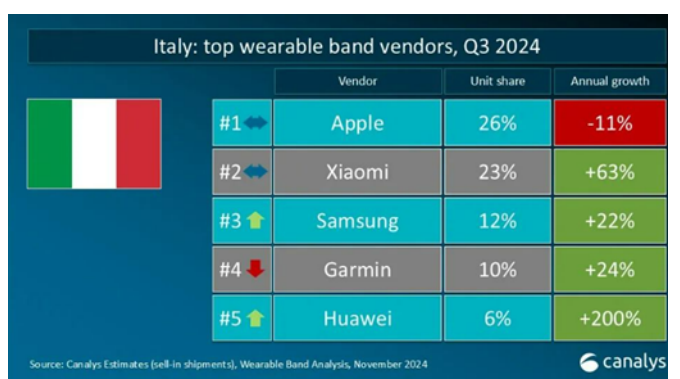 Italy: top wearable band vendors, Q3 2024
Vendor Unit share Annual growth
#1 Apple 26% -11%
#2 Xiaomi 23% +63%
#3 Samsung 12% +22%
#4 Garmin 10% +24%
#5 Huawei 6% +200%
Source: Canalys Estimates (sell-in shipments), Wearable Band Analysis, November 2024
canalys